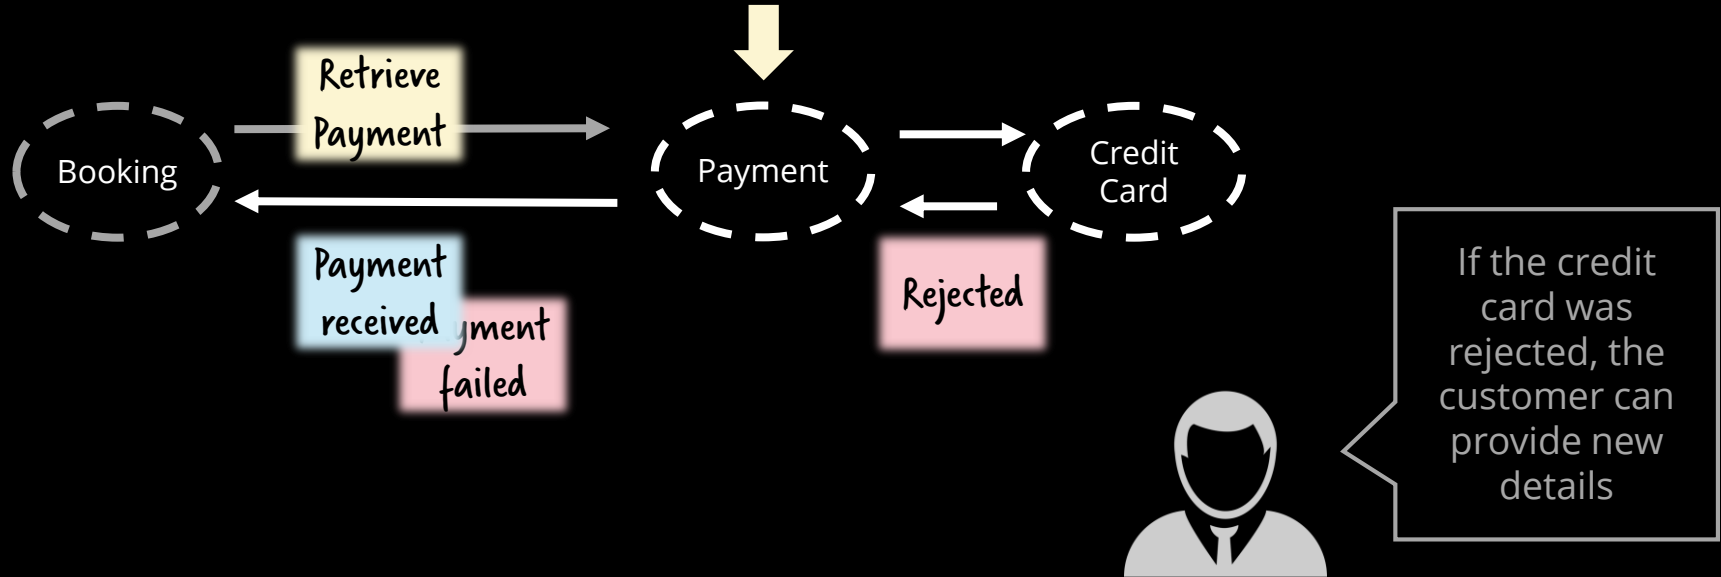 Retrieve
Payment
Booking
Payment
Credit
Card
Payment
received
Payment
failed
Rejected
If the credit
card was
rejected, the
customer can
provide new
details